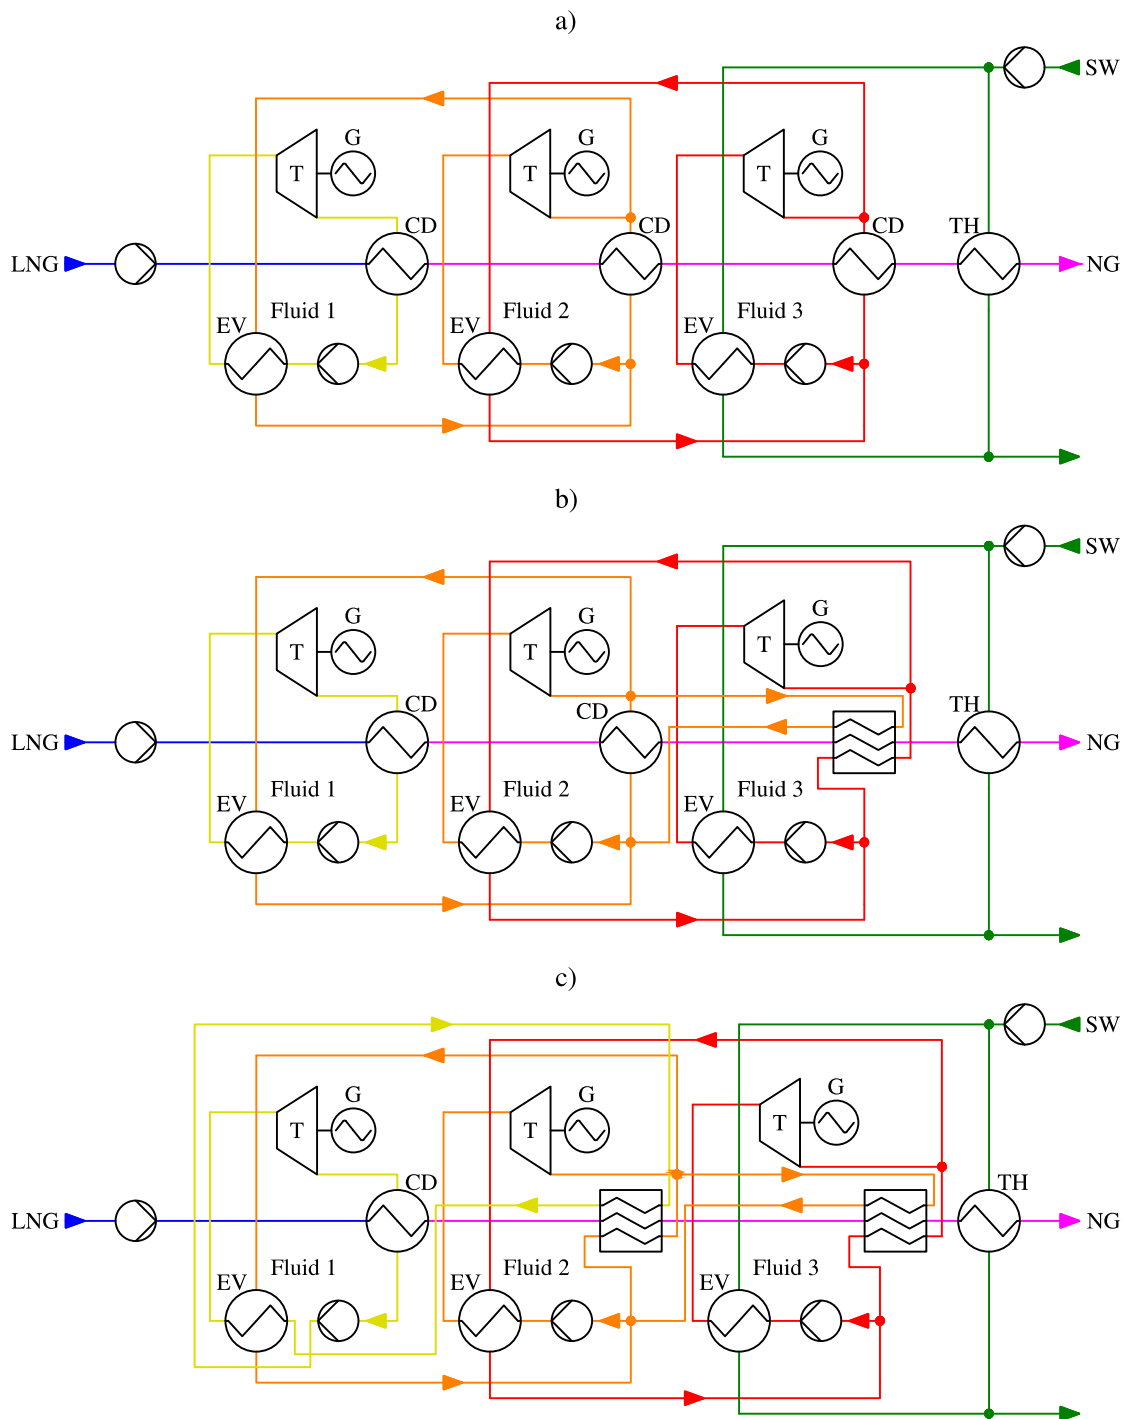 a)
SW
G G G
T T T
CD CD CD TH
LNG NG
Fluid 1 Fluid 2 Fluid 3
EV EV EV
b)
SW
G G G
T T T
CD CD TH
LNG NG
Fluid 1 Fluid 2 Fluid 3
EV EV EV
c)
SW
G G G
T T T
CD TH
LNG NG
Fluid 1 Fluid 2 Fluid 3
EV EV EV